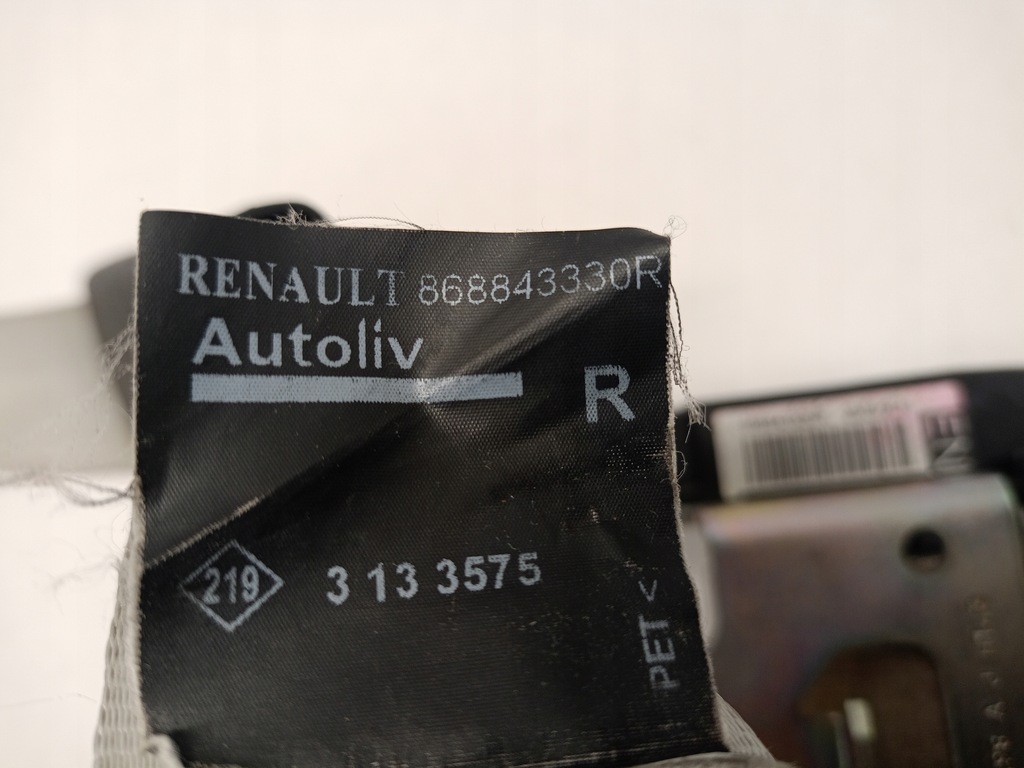 RENAULT 868843330R
Autoliv
R
219 3 13 3575
PET <